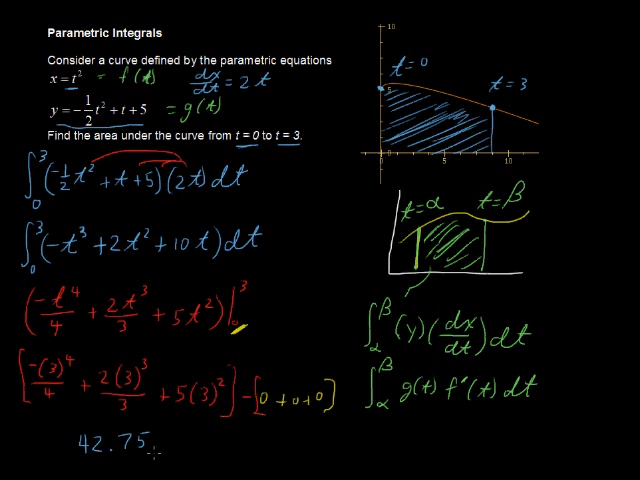 Parametric Integrals
Consider a curve defined by the parametric equations
x = t² = f(t) dx/dt = 2t
y = -1/2 t² + t + 5 = g(t)
Find the area under the curve from t = 0 to t = 3.
∫₀³ (-1/2 t² + t + 5)(2t) dt
∫₀³ (-t³ + 2t² + 10t) dt
(-t⁴/4 + 2t³/3 + 5t²) |₀³
[-(3)⁴/4 + 2(3)³/3 + 5(3)²] - [0 + 0 + 0]
42.75
10
t = 0
t = 3
5
0
0 5 10
t = α t = β
∫_α^β (y)(dx/dt) dt
∫_α^β g(t) f'(t) dt